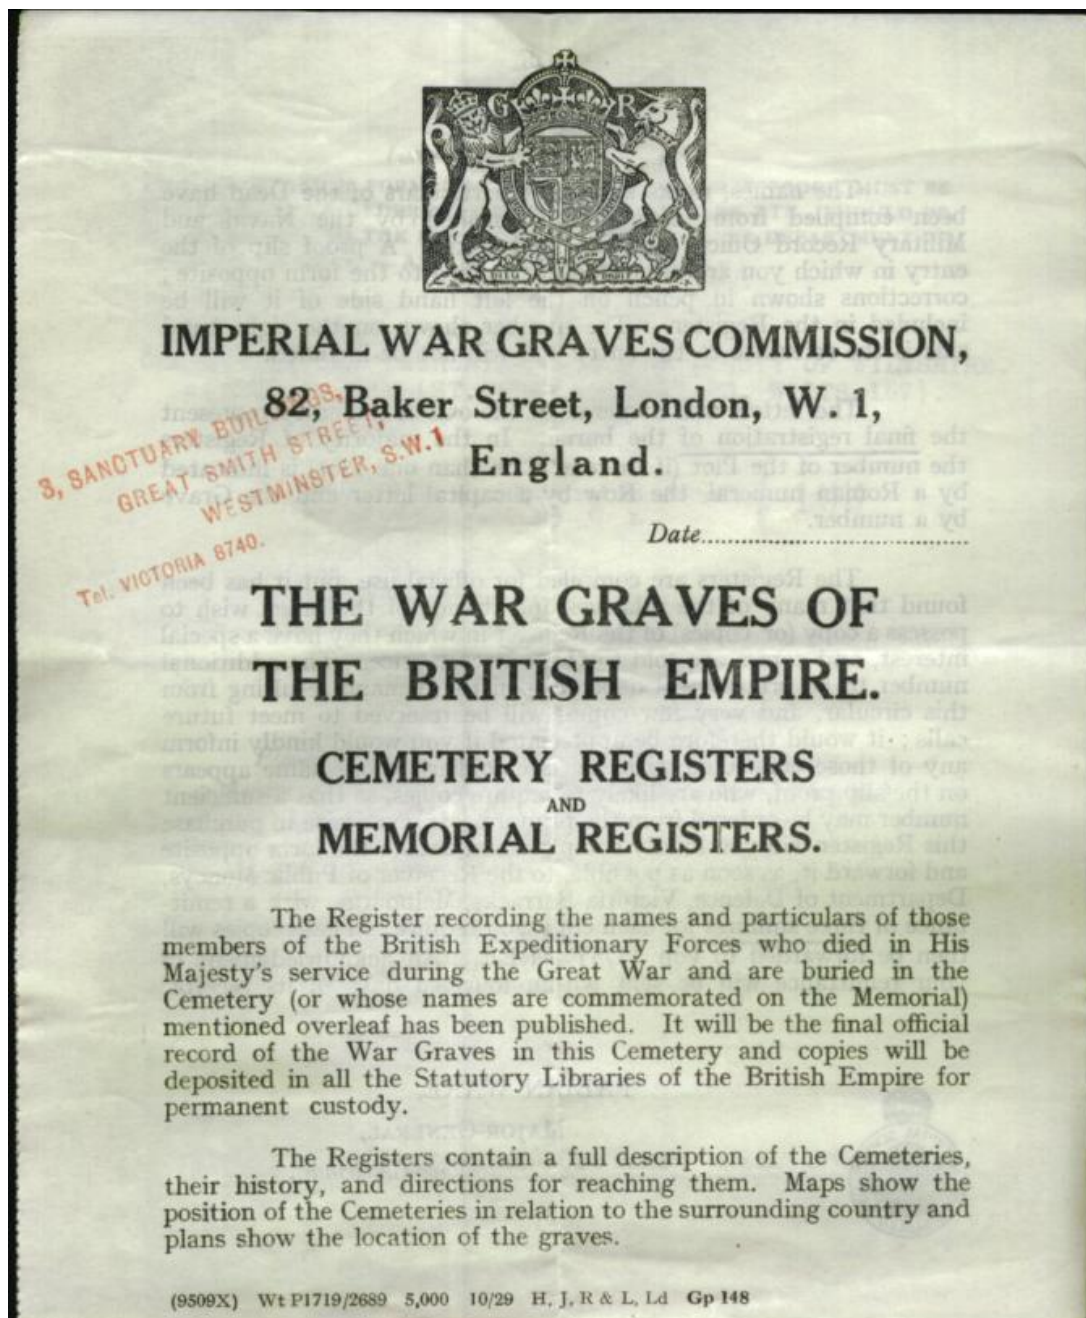 G R
IMPERIAL WAR GRAVES COMMISSION,
82, Baker Street, London, W. 1,
England.
3, SANCTUARY BUILDINGS,
GREAT SMITH STREET,
WESTMINSTER, S.W.1
Tel. VICTORIA 8740.
Date
THE WAR GRAVES OF
THE BRITISH EMPIRE.
CEMETERY REGISTERS
AND
MEMORIAL REGISTERS.
The Register recording the names and particulars of those
members of the British Expeditionary Forces who died in His
Majesty's service during the Great War and are buried in the
Cemetery (or whose names are commemorated on the Memorial)
mentioned overleaf has been published. It will be the final official
record of the War Graves in this Cemetery and copies will be
deposited in all the Statutory Libraries of the British Empire for
permanent custody.
The Registers contain a full description of the Cemeteries,
their history, and directions for reaching them. Maps show the
position of the Cemeteries in relation to the surrounding country and
plans show the location of the graves.
(9509X) Wt P1719/2689 5,000 10/29 H, J, R & L, Ld Gp 148